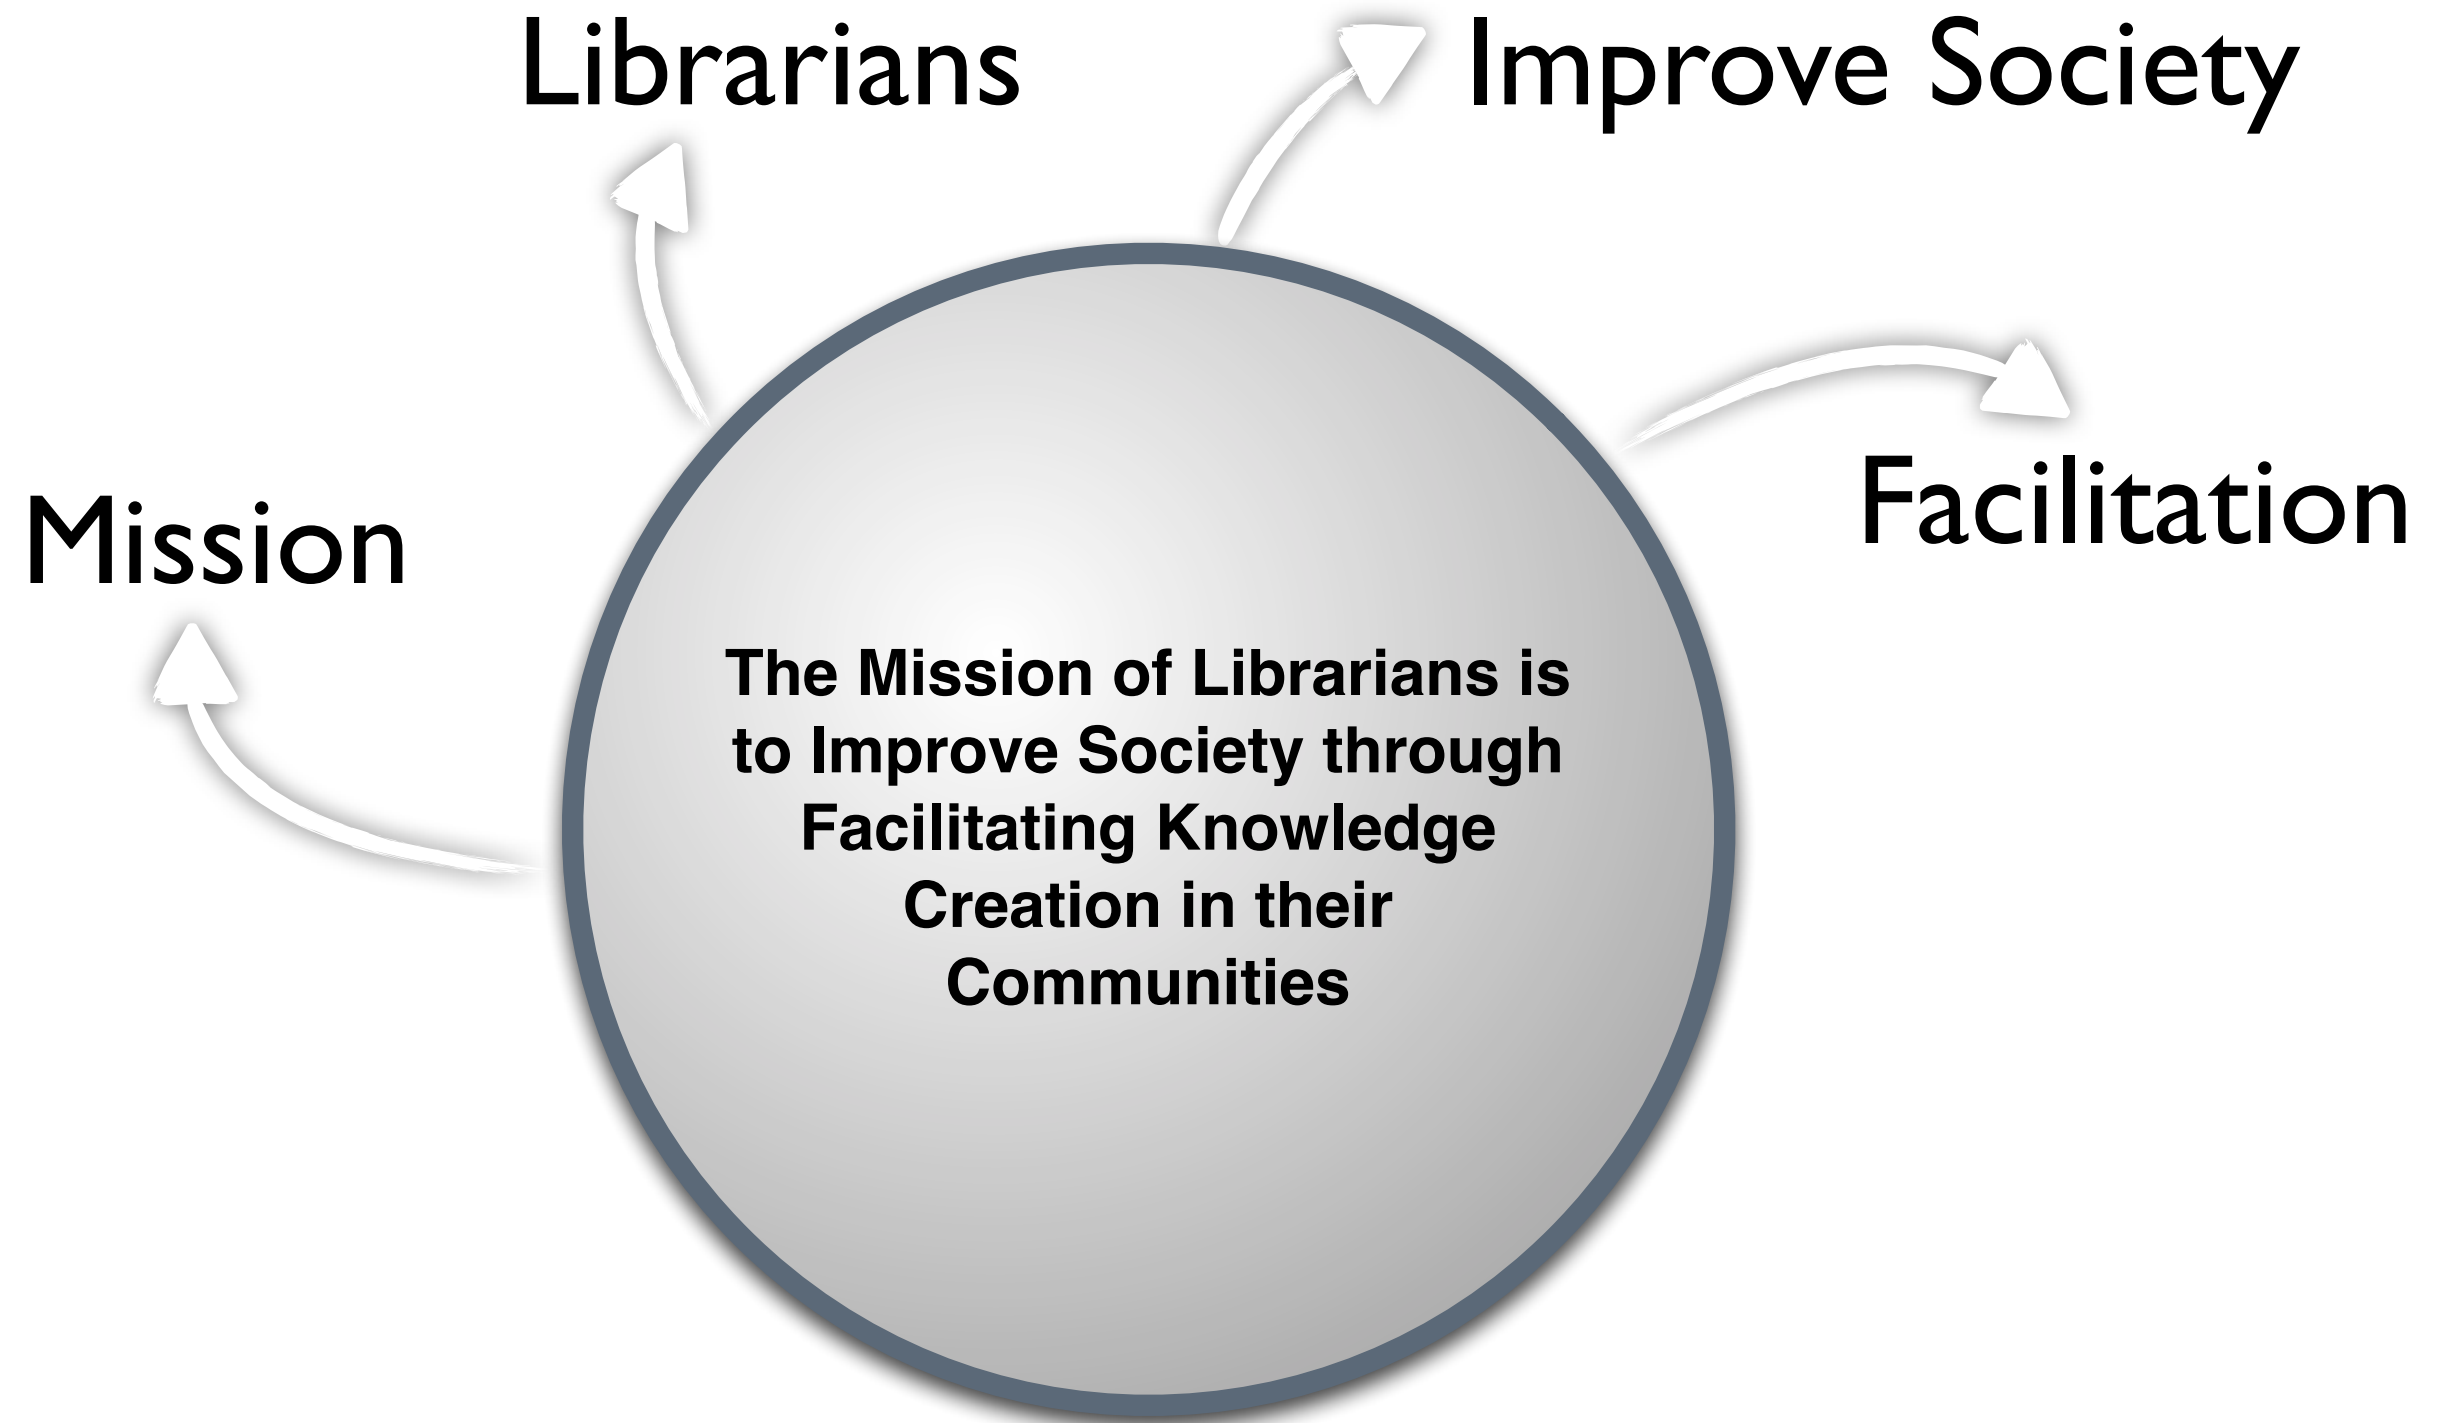 Librarians
Improve Society
Mission
Facilitation
The Mission of Librarians is
to Improve Society through
Facilitating Knowledge
Creation in their
Communities